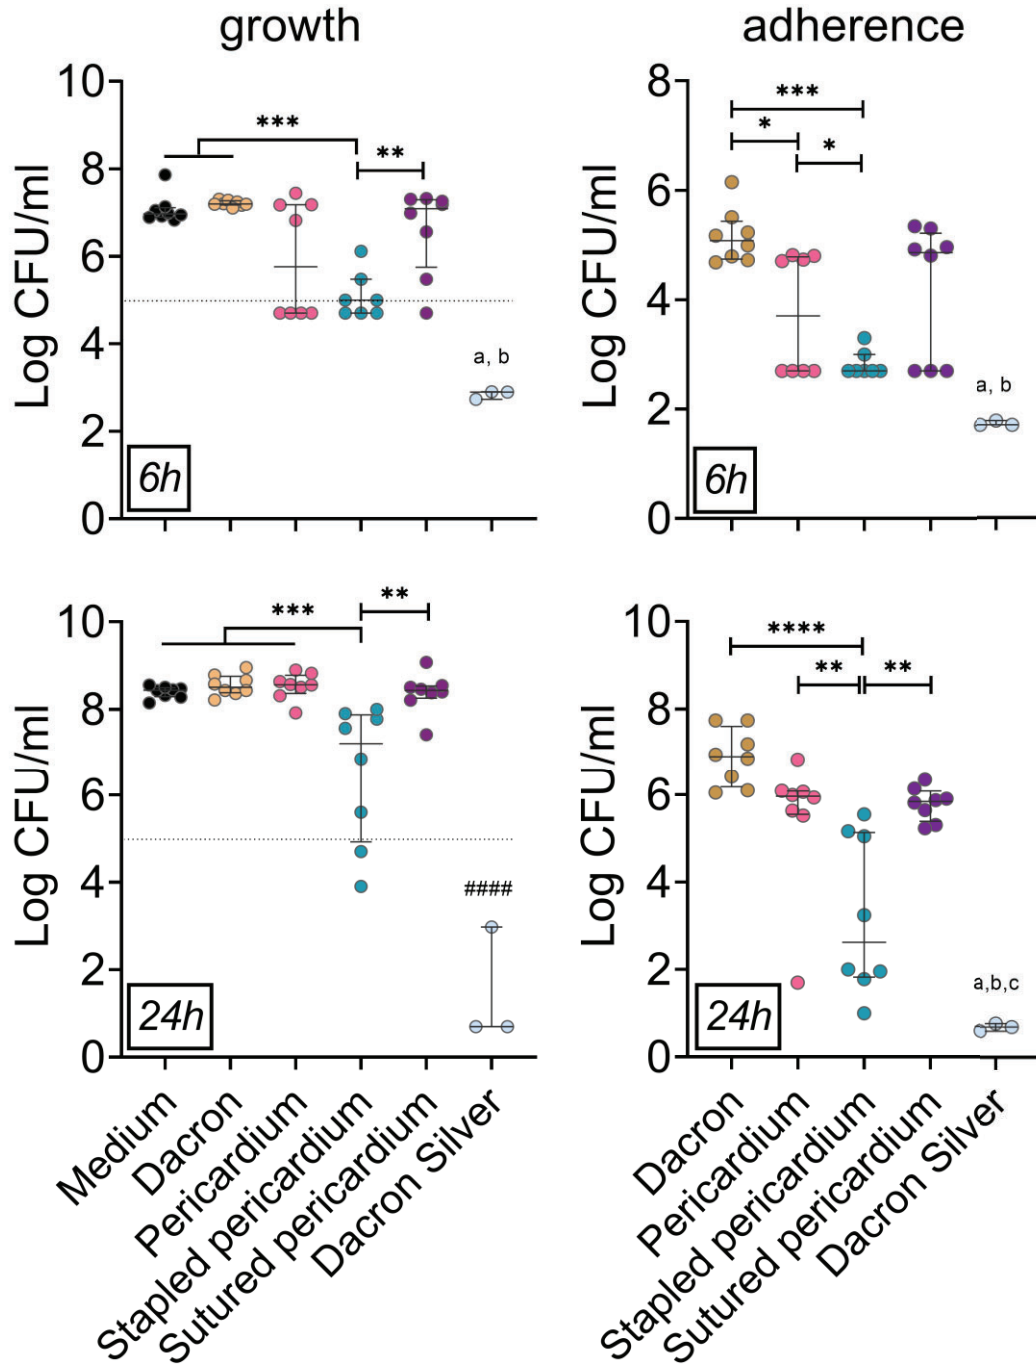 growth
adherence
Log CFU/ml
10
8
6
4
2
0
***
**
a, b
6h
Log CFU/ml
8
6
4
2
0
***
*
*
a, b
6h
Log CFU/ml
10
8
6
4
2
0
***
**
####
24h
Log CFU/ml
10
8
6
4
2
0
****
**
**
a,b,c
24h
Medium
Dacron
Pericardium
Stapled pericardium
Sutured pericardium
Dacron Silver
Dacron
Pericardium
Stapled pericardium
Sutured pericardium
Dacron Silver